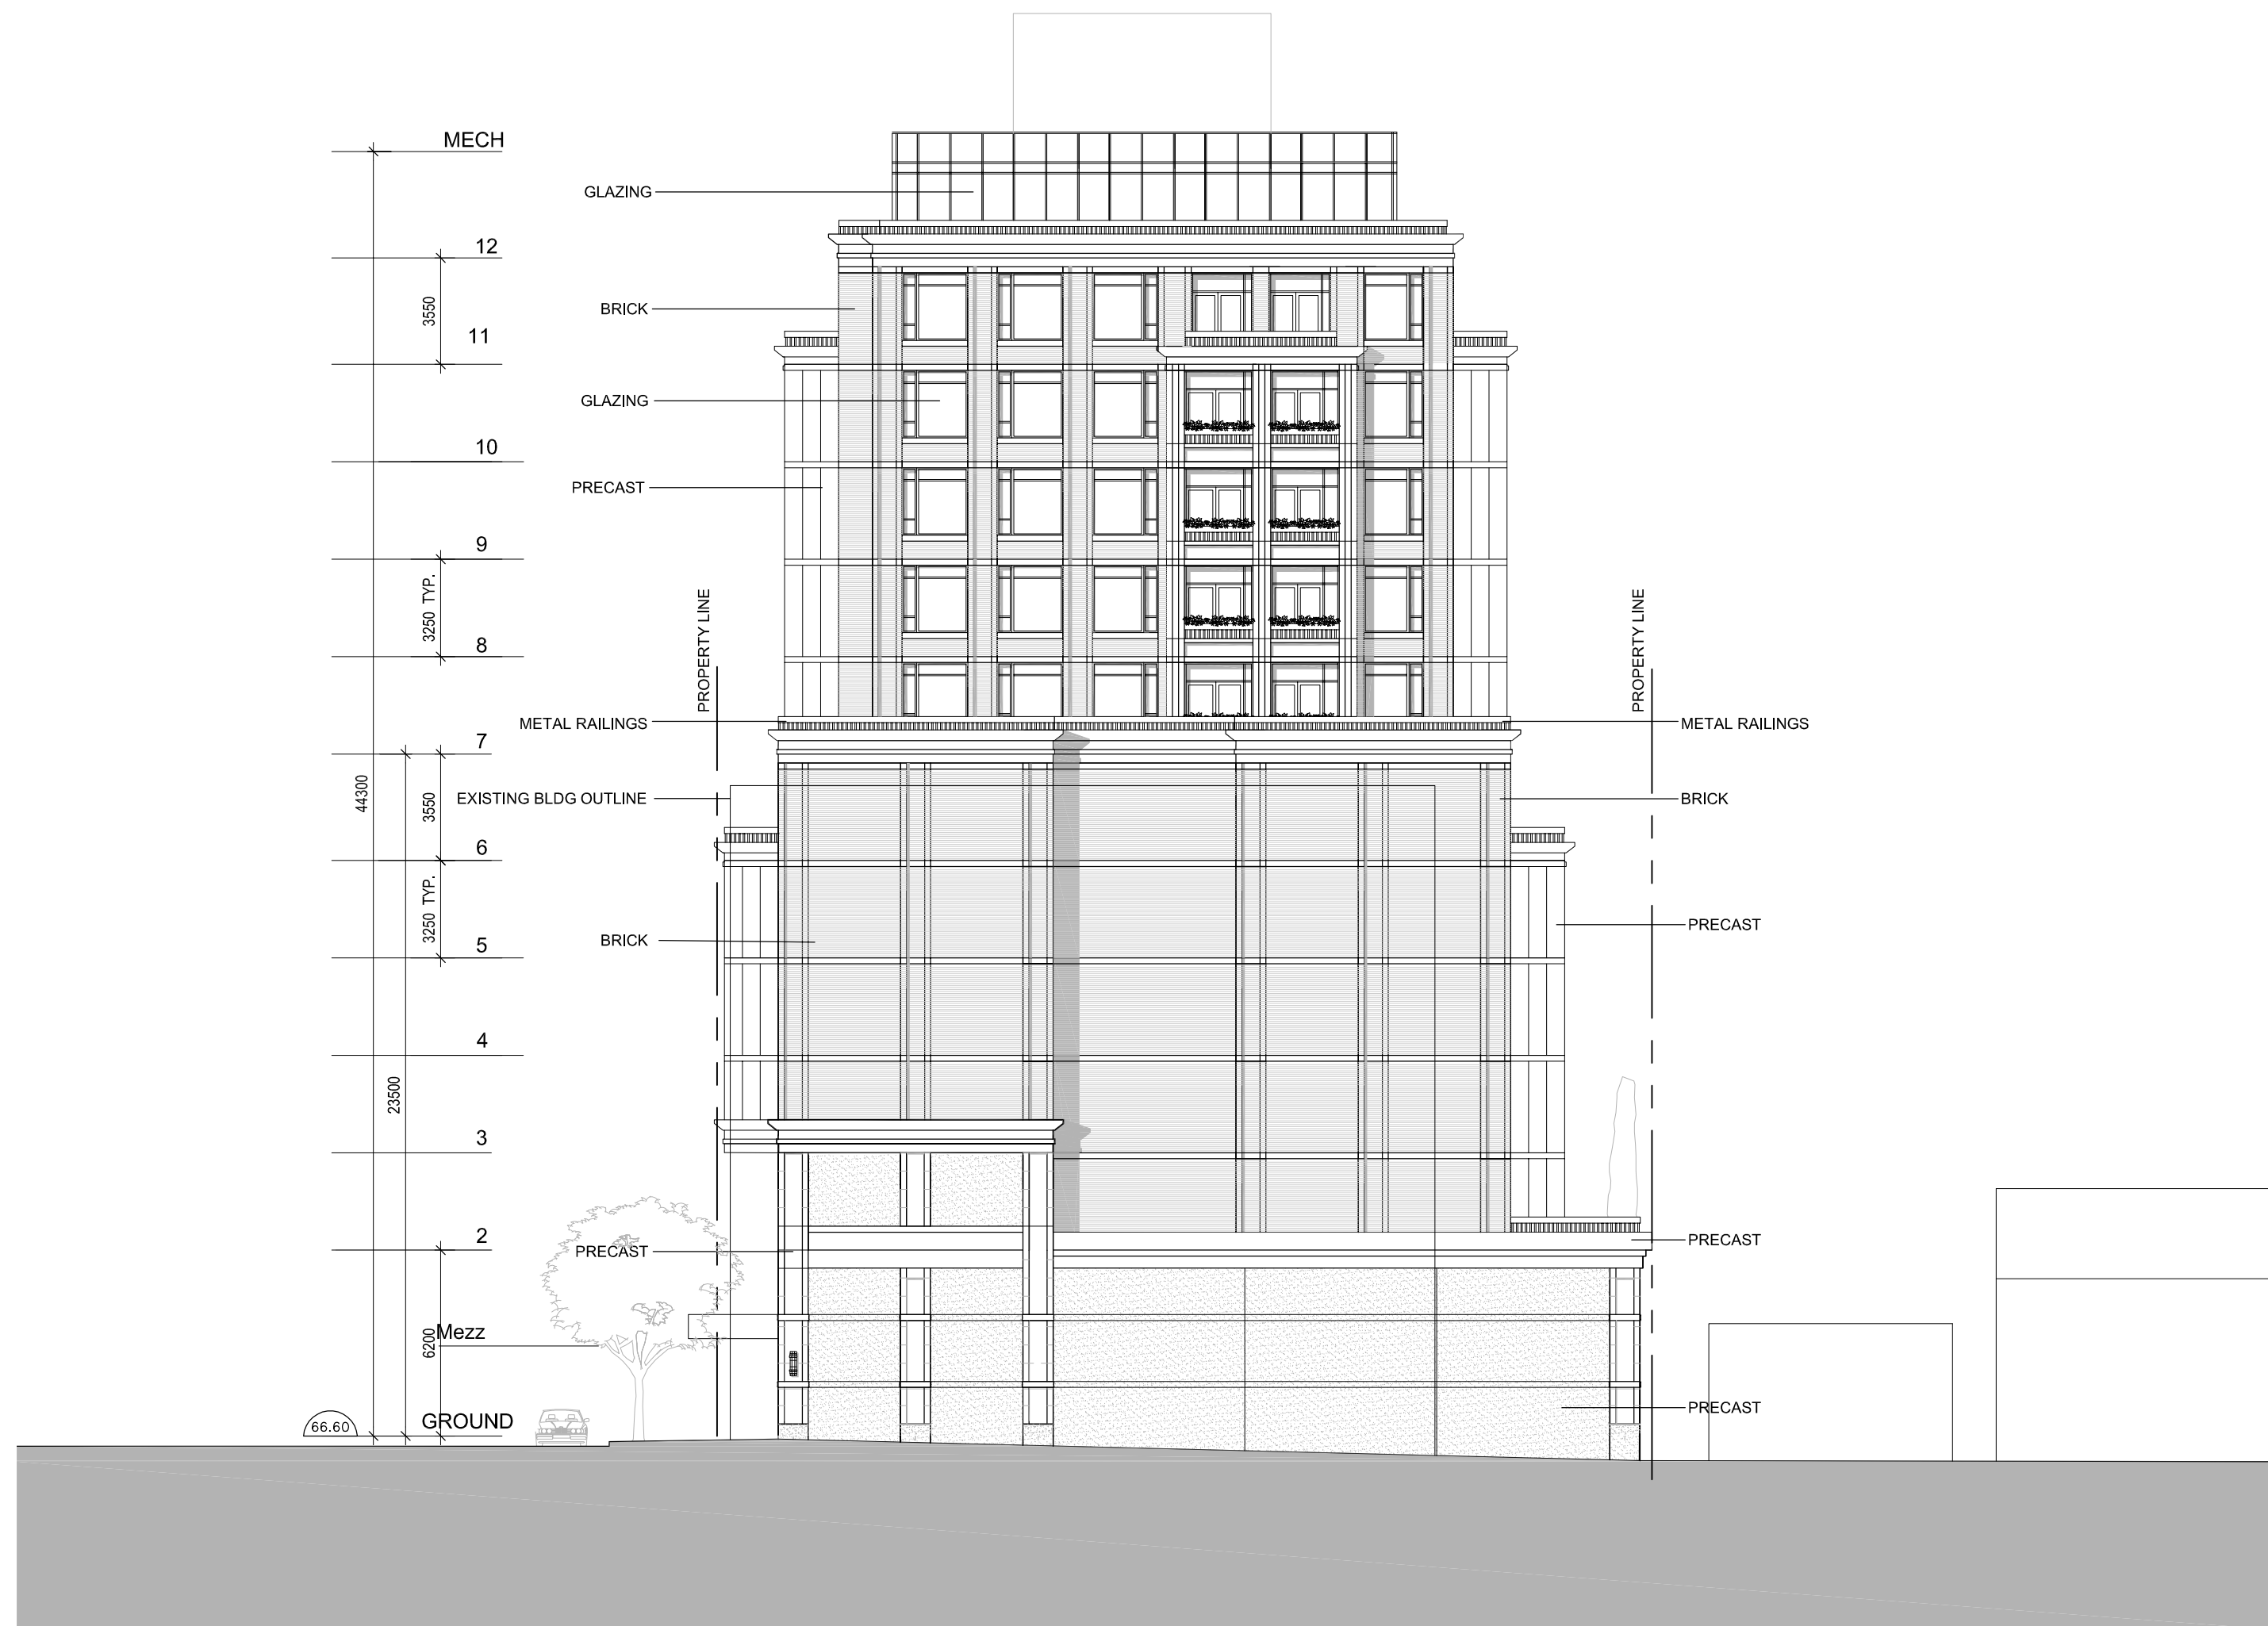 MECH
GLAZING
12
BRICK
3550
11
GLAZING
10
PRECAST
9
3250 TYP.
PROPERTY LINE
PROPERTY LINE
8
METAL RAILINGS
METAL RAILINGS
7
44300
EXISTING BLDG OUTLINE
BRICK
3550
6
3250 TYP.
PRECAST
BRICK
5
4
23500
3
2
PRECAST
PRECAST
Mezz
6200
PRECAST
GROUND
66.60